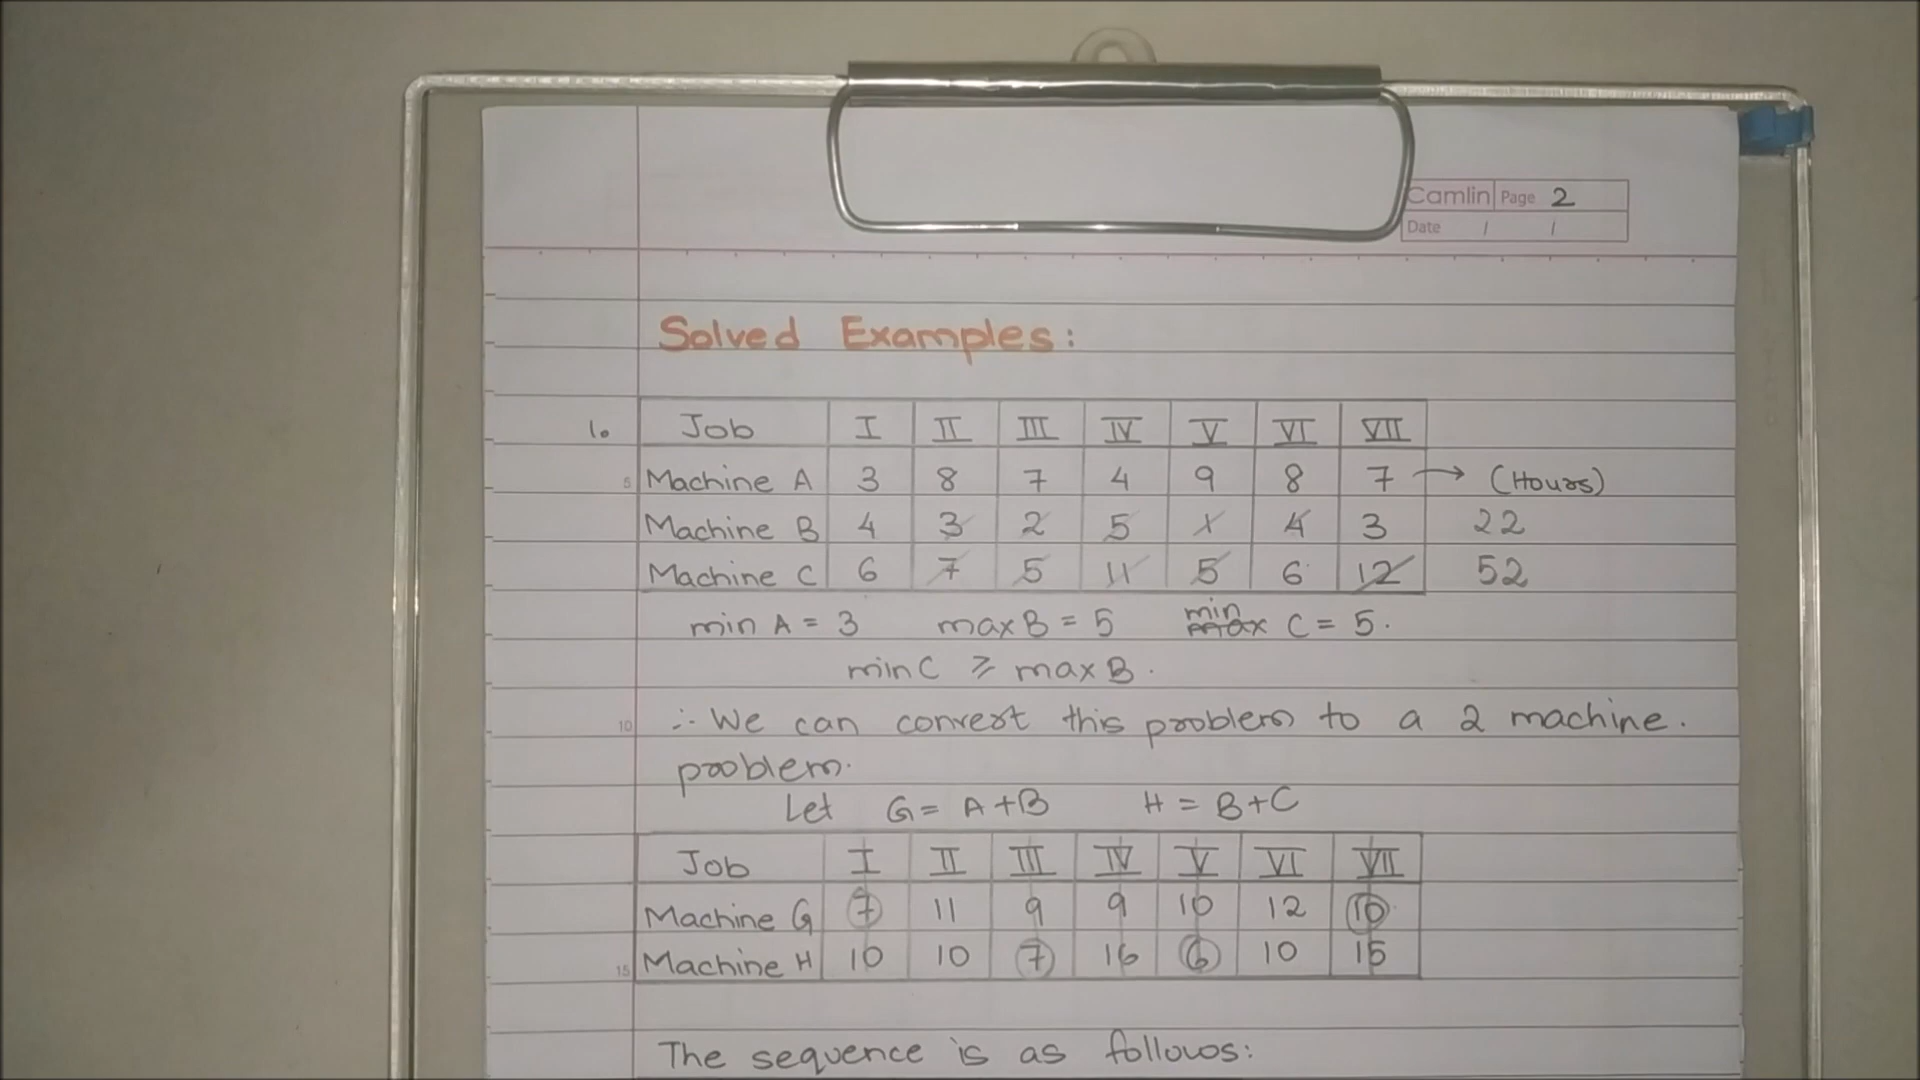 Camlin Page 2
Date / /
Solved Examples:
1. Job I II III IV V VI VII
5 Machine A 3 8 7 4 9 8 7 → (Hours)
Machine B 4 3 2 5 1 4 3 22
Machine C 6 7 5 11 5 6 12 52
min A = 3 max B = 5 min max C = 5.
min C ≥ max B.
10 ∴ We can convert this problem to a 2 machine.
problem.
Let G = A+B H = B+C
Job I II III IV V VI VII
Machine G 7 11 9 9 10 12 10
15 Machine H 10 10 7 16 6 10 15
The sequence is as follows: